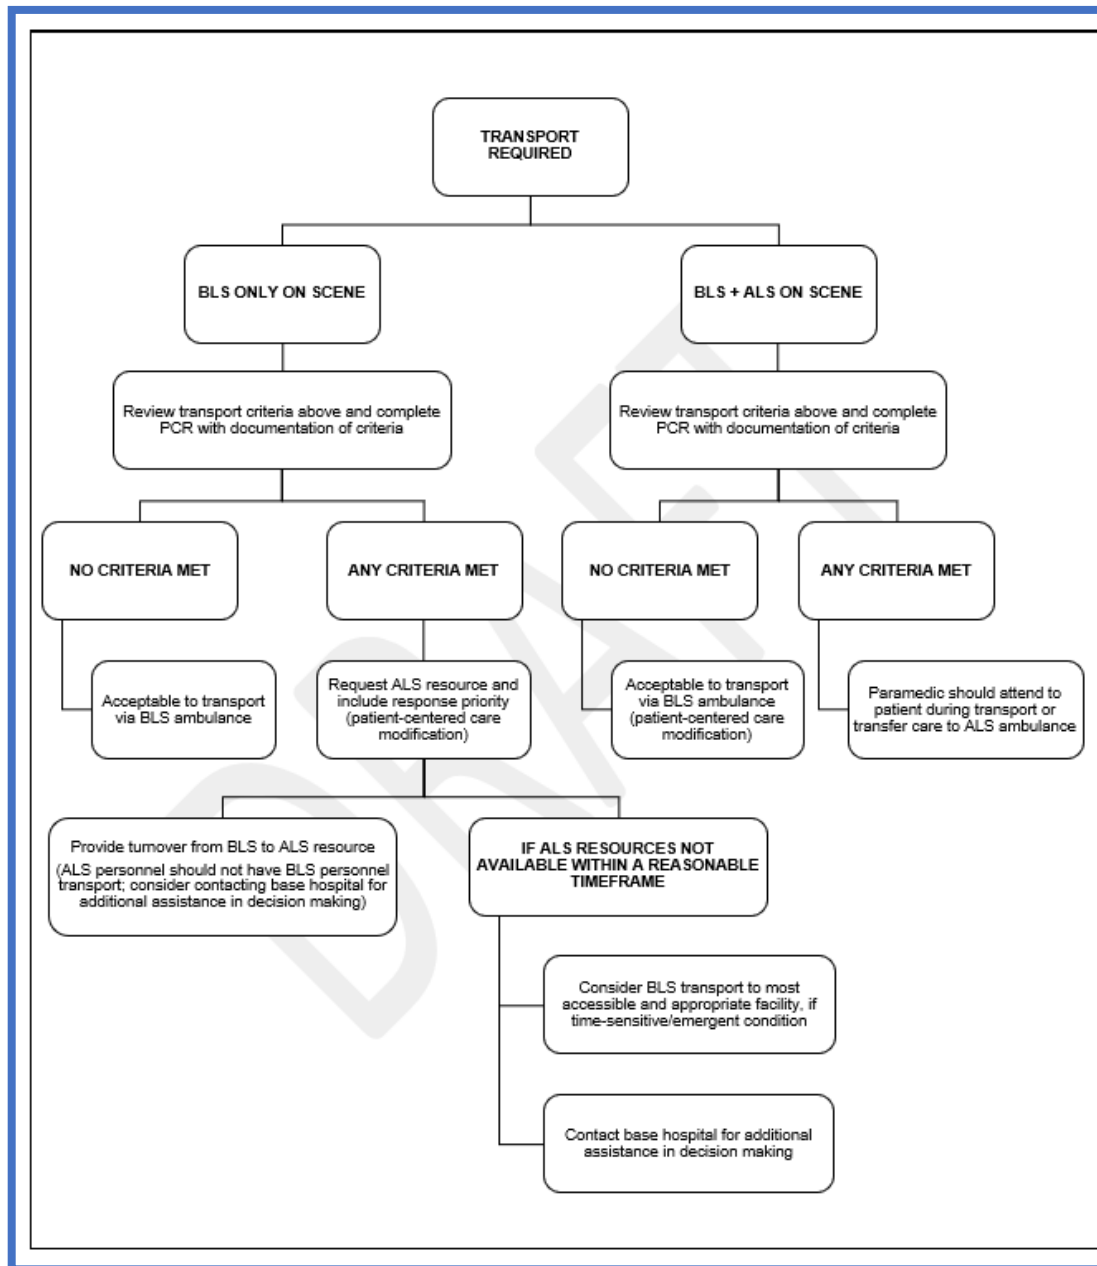 TRANSPORT
REQUIRED
BLS ONLY ON SCENE
BLS + ALS ON SCENE
Review transport criteria above and complete
PCR with documentation of criteria
Review transport criteria above and complete
PCR with documentation of criteria
NO CRITERIA MET
ANY CRITERIA MET
NO CRITERIA MET
ANY CRITERIA MET
Acceptable to transport
via BLS ambulance
Request ALS resource and
include response priority
(patient-centered care
modification)
Acceptable to transport
via BLS ambulance
(patient-centered care
modification)
Paramedic should attend to
patient during transport or
transfer care to ALS ambulance
Provide turnover from BLS to ALS resource
(ALS personnel should not have BLS personnel
transport; consider contacting base hospital for
additional assistance in decision making)
IF ALS RESOURCES NOT
AVAILABLE WITHIN A REASONABLE
TIMEFRAME
Consider BLS transport to most
accessible and appropriate facility, if
time-sensitive/emergent condition
Contact base hospital for additional
assistance in decision making
DRAFT